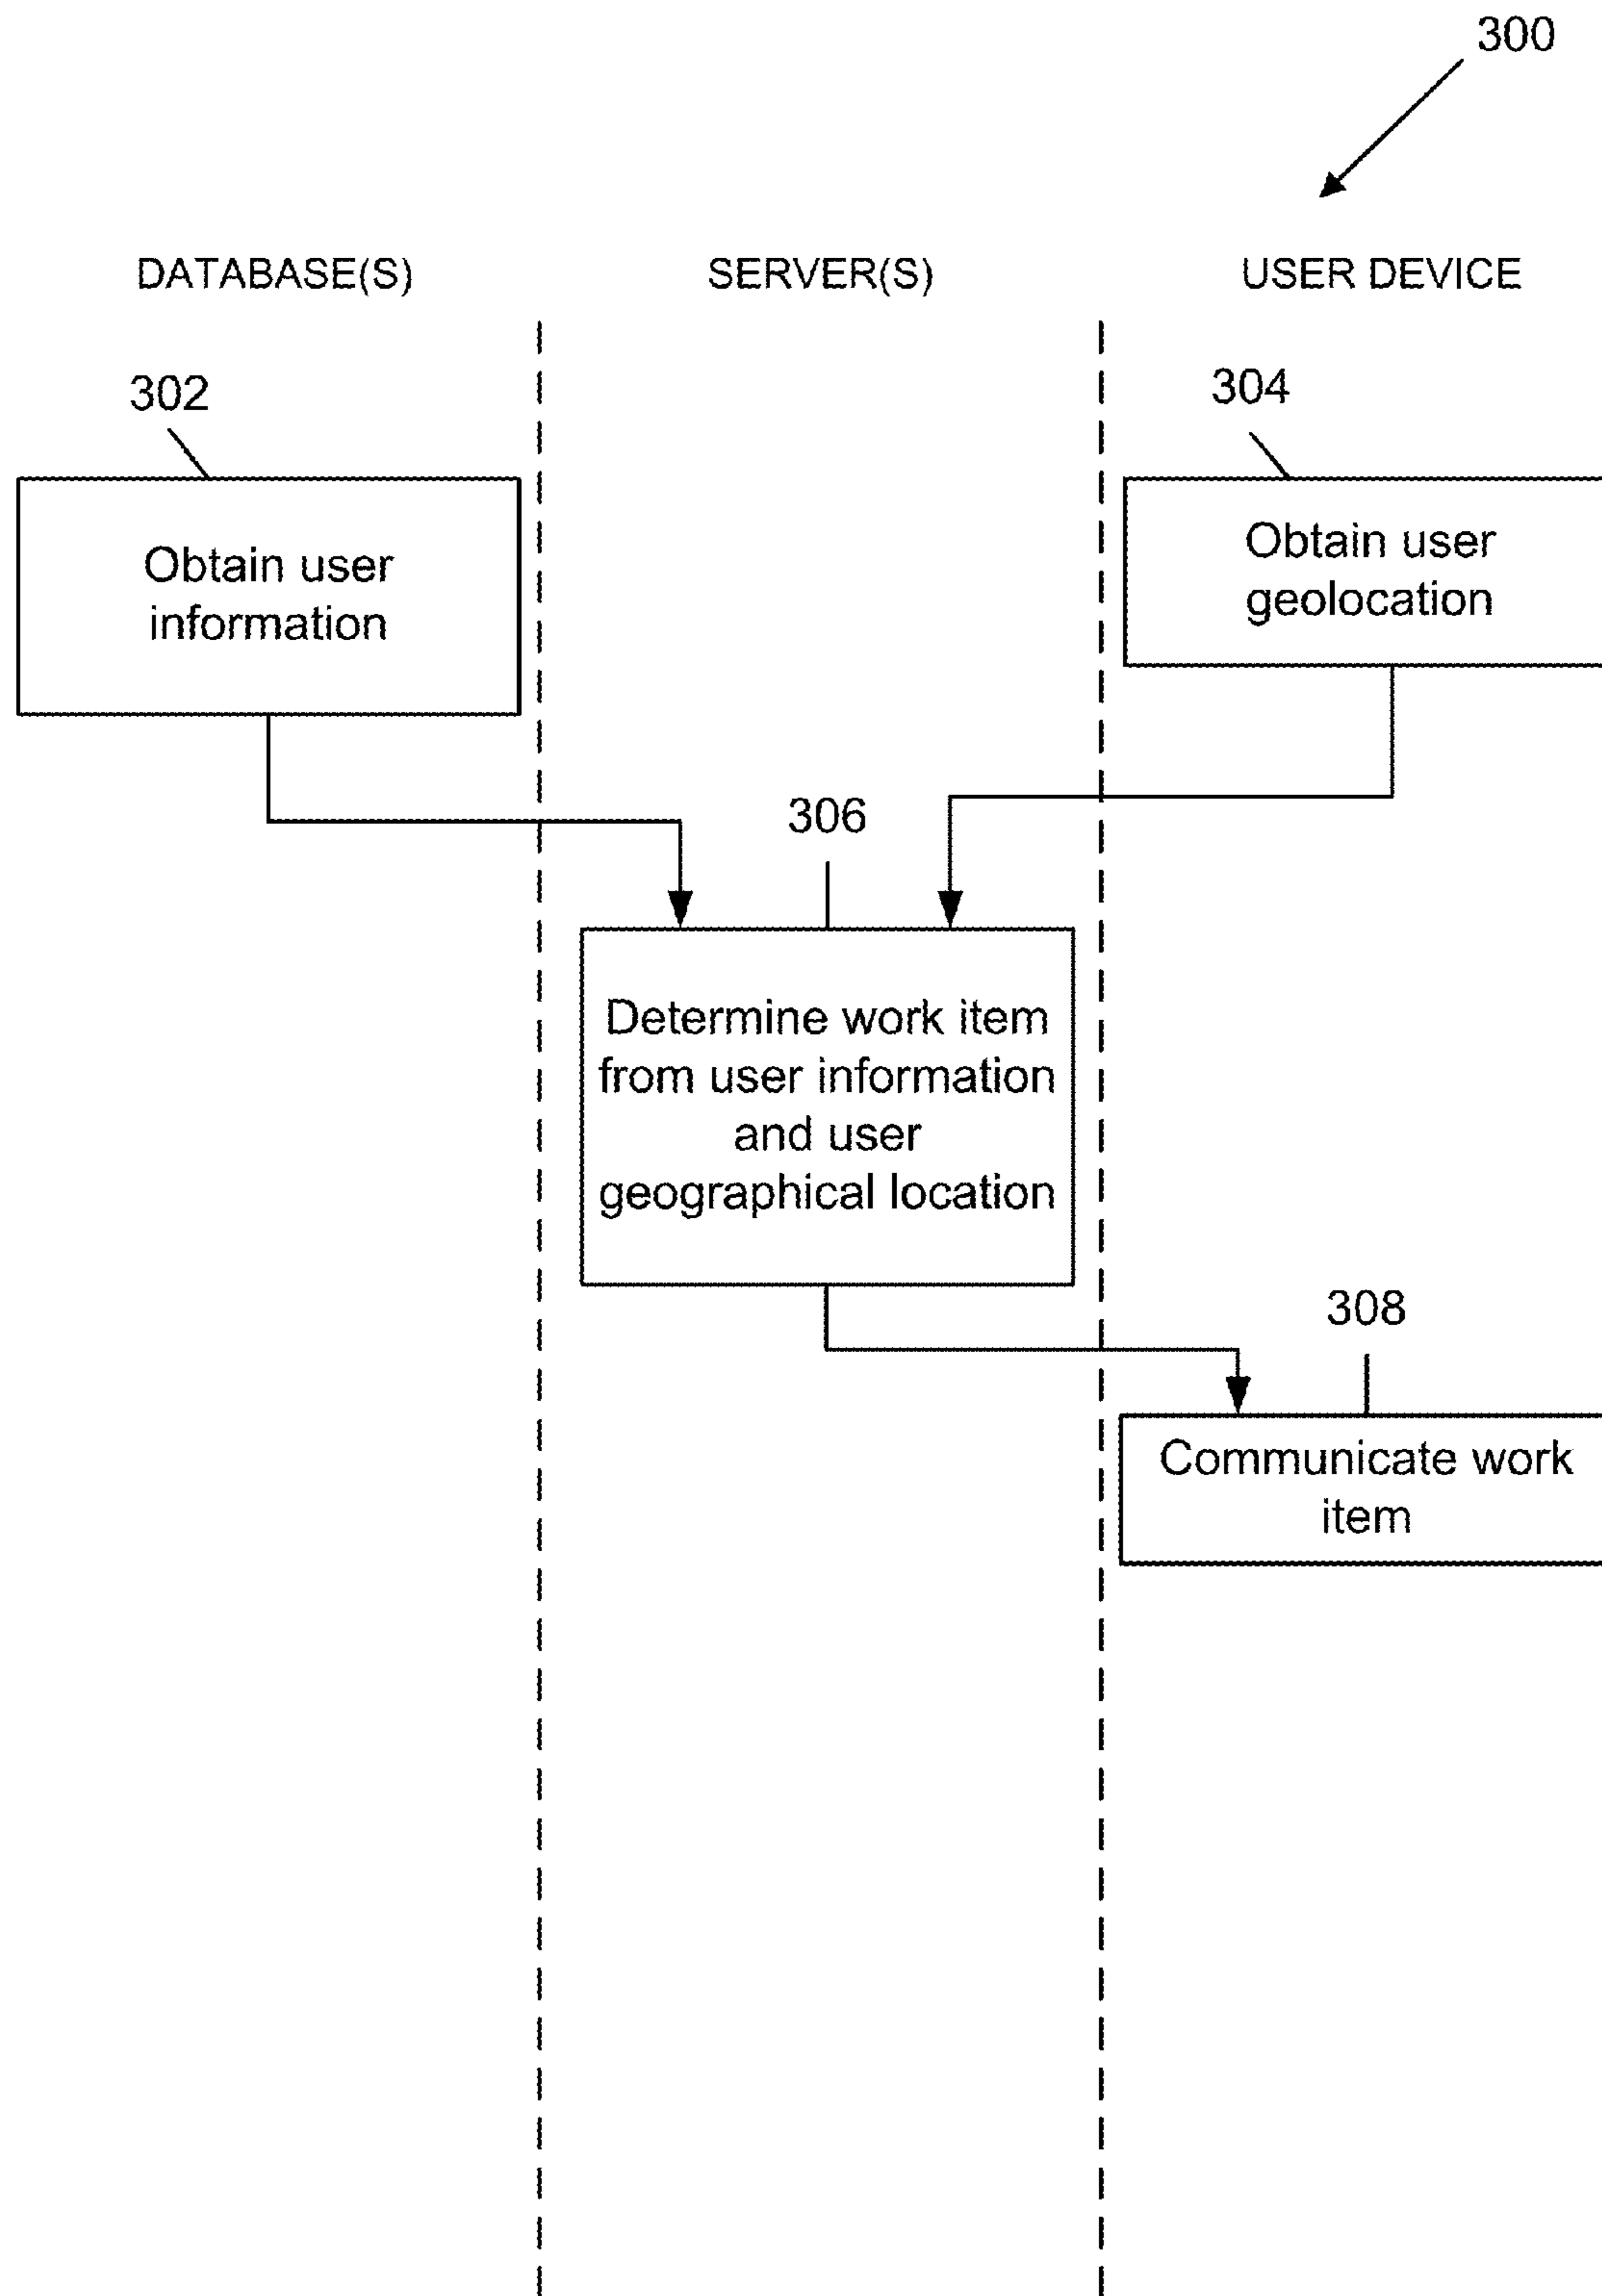 300
DATABASE(S)
SERVER(S)
USER DEVICE
302
304
Obtain user
information
Obtain user
geolocation
306
Determine work item
from user information
and user
geographical location
308
Communicate work
item